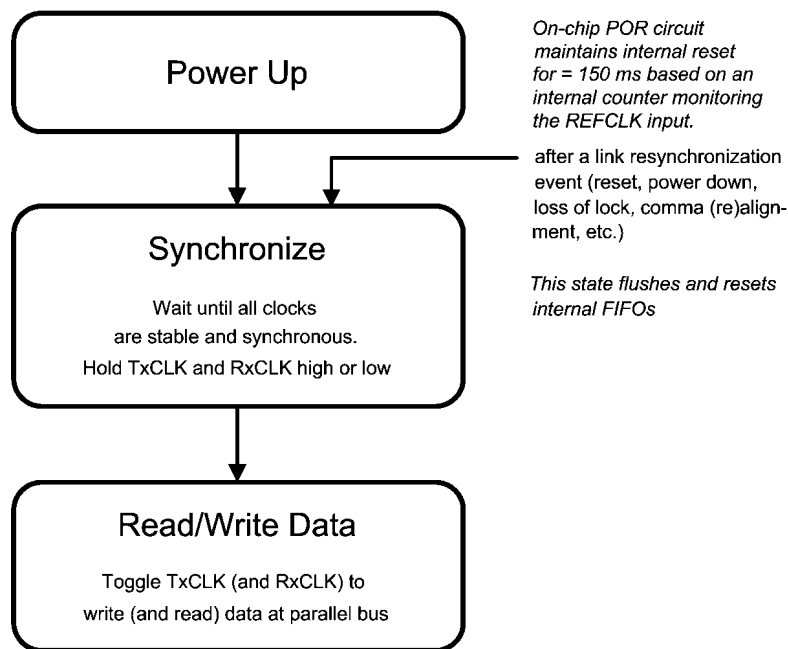 Power Up
On-chip POR circuit
maintains internal reset
for = 150 ms based on an
internal counter monitoring
the REFCLK input.
after a link resynchronization
event (reset, power down,
loss of lock, comma (re)align-
ment, etc.)
This state flushes and resets
internal FIFOs
Synchronize
Wait until all clocks
are stable and synchronous.
Hold TxCLK and RxCLK high or low
Read/Write Data
Toggle TxCLK (and RxCLK) to
write (and read) data at parallel bus